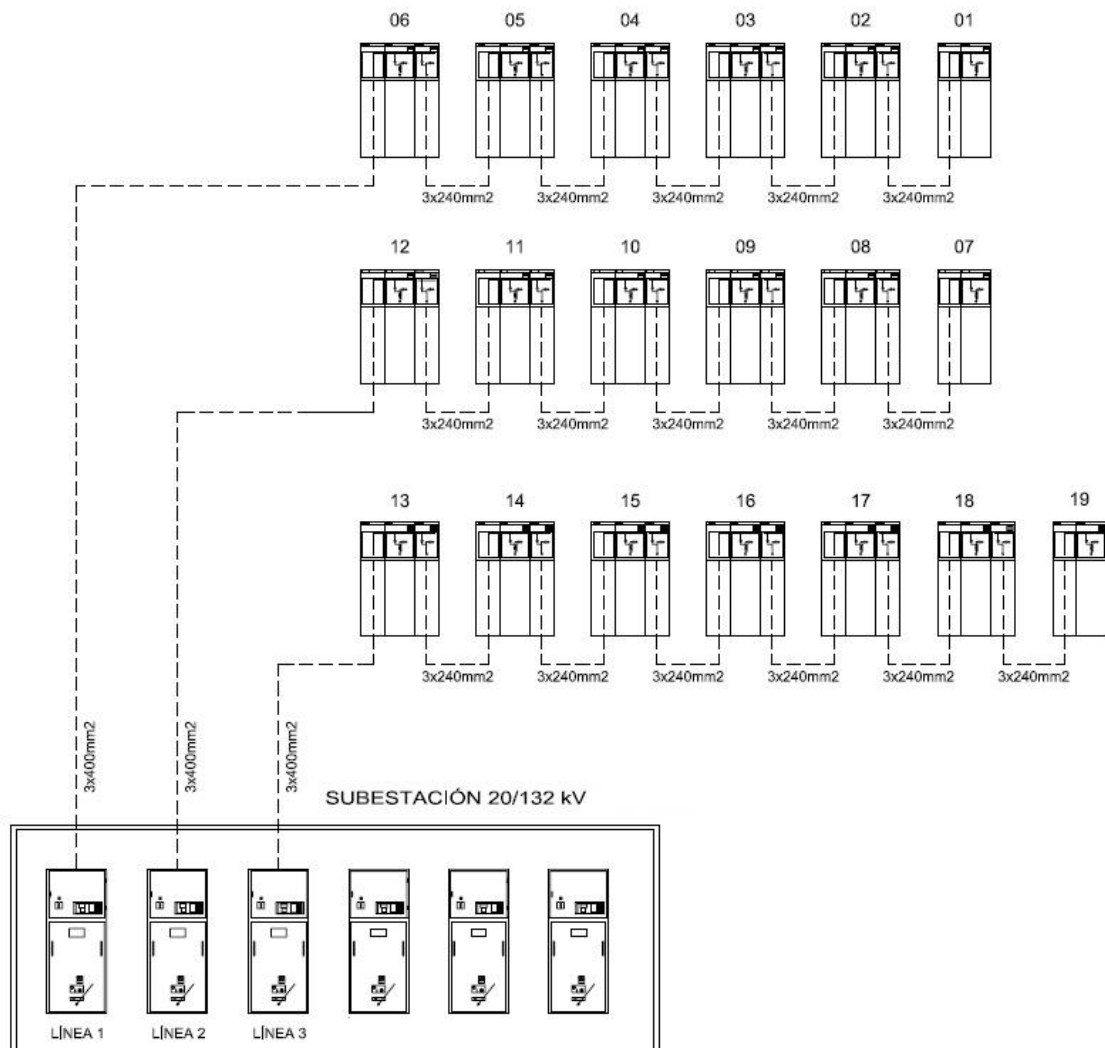 06 05 04 03 02 01
3x240mm2 3x240mm2 3x240mm2 3x240mm2 3x240mm2
12 11 10 09 08 07
3x240mm2 3x240mm2 3x240mm2 3x240mm2 3x240mm2
13 14 15 16 17 18 19
3x240mm2 3x240mm2 3x240mm2 3x240mm2 3x240mm2 3x240mm2
3x400mm2 3x400mm2 3x400mm2
SUBESTACIÓN 20/132 kV
LÍNEA 1 LÍNEA 2 LÍNEA 3